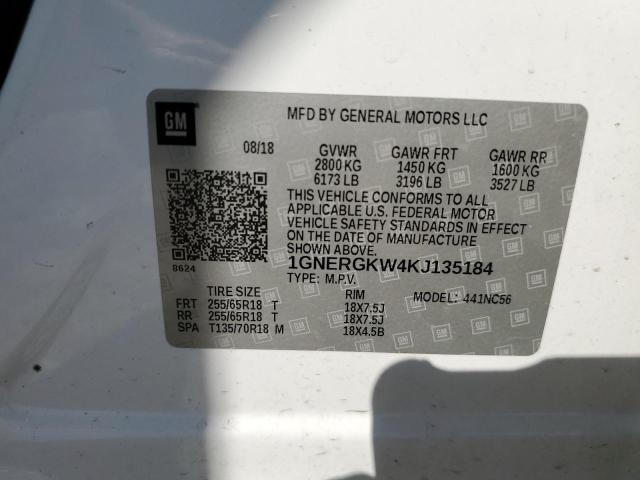 GM
MFD BY GENERAL MOTORS LLC
08/18 GVWR GAWR FRT GAWR RR
2800 KG 1450 KG 1600 KG
6173 LB 3196 LB 3527 LB
THIS VEHICLE CONFORMS TO ALL
APPLICABLE U.S. FEDERAL MOTOR
VEHICLE SAFETY STANDARDS IN EFFECT
ON THE DATE OF MANUFACTURE
SHOWN ABOVE.
8624
1GNERGKW4KJ135184
TYPE: M.P.V. MODEL: 441NC56
TIRE SIZE RIM
FRT 255/65R18 T 18X7.5J
RR 255/65R18 T 18X7.5J
SPA T135/70R18 M 18X4.5B